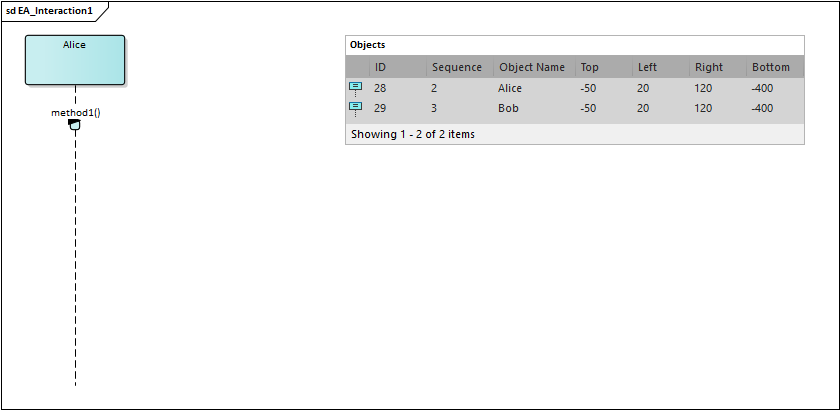 sd EA_Interaction1
Alice
method1()
Objects
ID Sequence Object Name Top Left Right Bottom
28 2 Alice -50 20 120 -400
29 3 Bob -50 20 120 -400
Showing 1 - 2 of 2 items